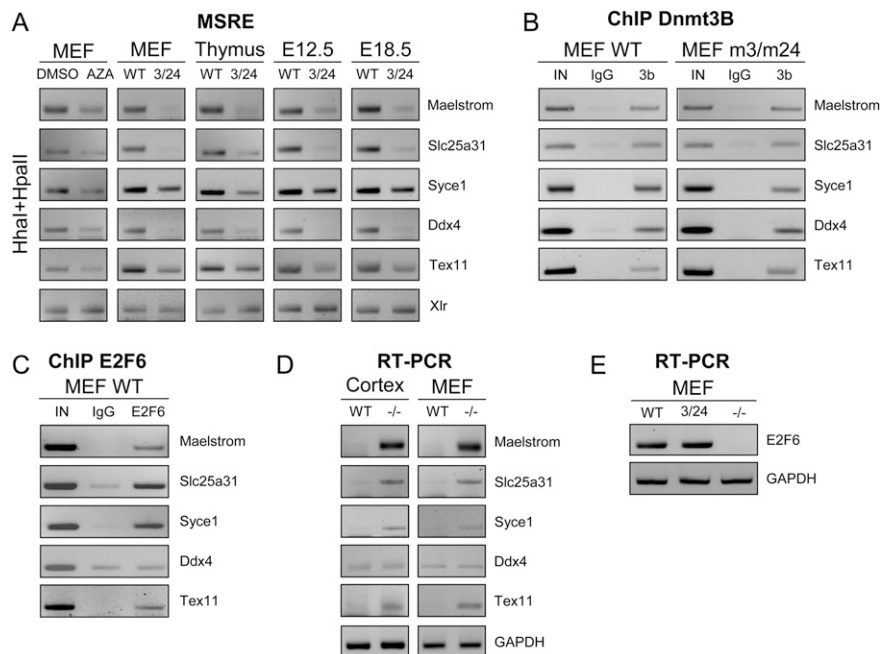 A MSRE
MEF MEF Thymus E12.5 E18.5
DMSO AZA WT 3/24 WT 3/24 WT 3/24 WT 3/24
HhaI+HpaII
Maelstrom
Slc25a31
Syce1
Ddx4
Tex11
Xlr
B ChIP Dnmt3B
MEF WT MEF m3/m24
IN IgG 3b IN IgG 3b
Maelstrom
Slc25a31
Syce1
Ddx4
Tex11
C ChIP E2F6
MEF WT
IN IgG E2F6
Maelstrom
Slc25a31
Syce1
Ddx4
Tex11
D RT-PCR
Cortex MEF
WT -/- WT -/-
Maelstrom
Slc25a31
Syce1
Ddx4
Tex11
GAPDH
E RT-PCR
MEF
WT 3/24 -/-
E2F6
GAPDH